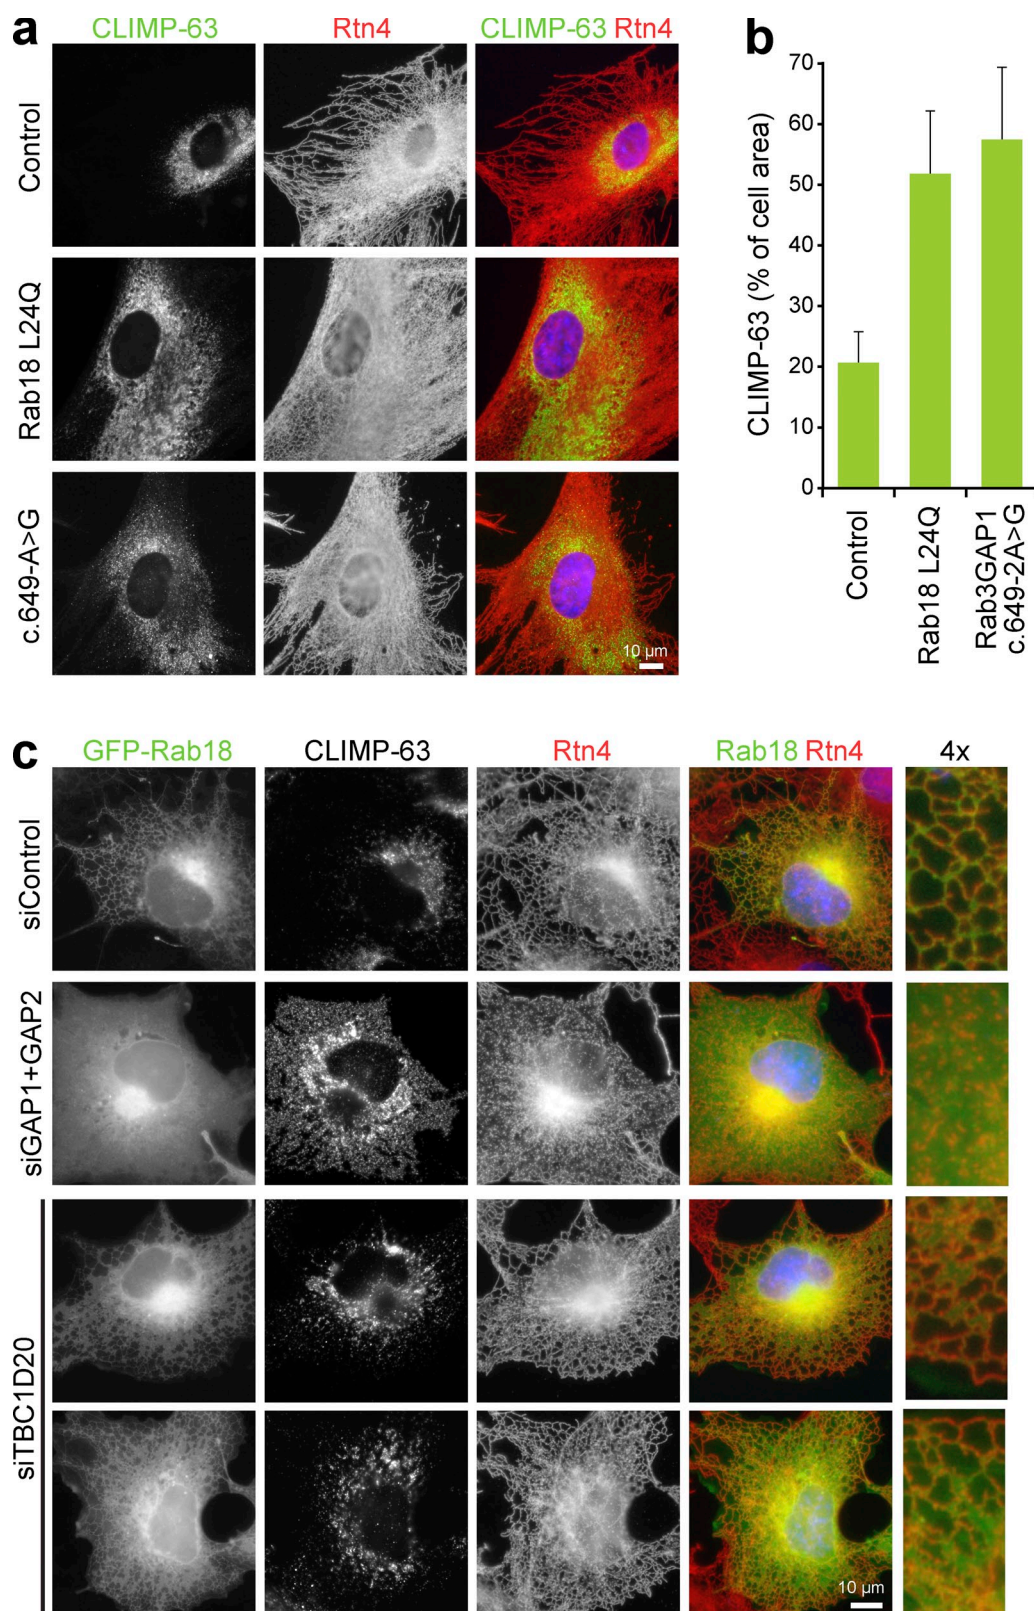 a
CLIMP-63
Rtn4
CLIMP-63 Rtn4
Control
Rab18 L24Q
c.649-A>G
10 µm
b
CLIMP-63 (% of cell area)
70
60
50
40
30
20
10
0
Control
Rab18 L24Q
Rab3GAP1
c.649-2A>G
c
GFP-Rab18
CLIMP-63
Rtn4
Rab18 Rtn4
4x
siControl
siGAP1+GAP2
siTBC1D20
10 µm